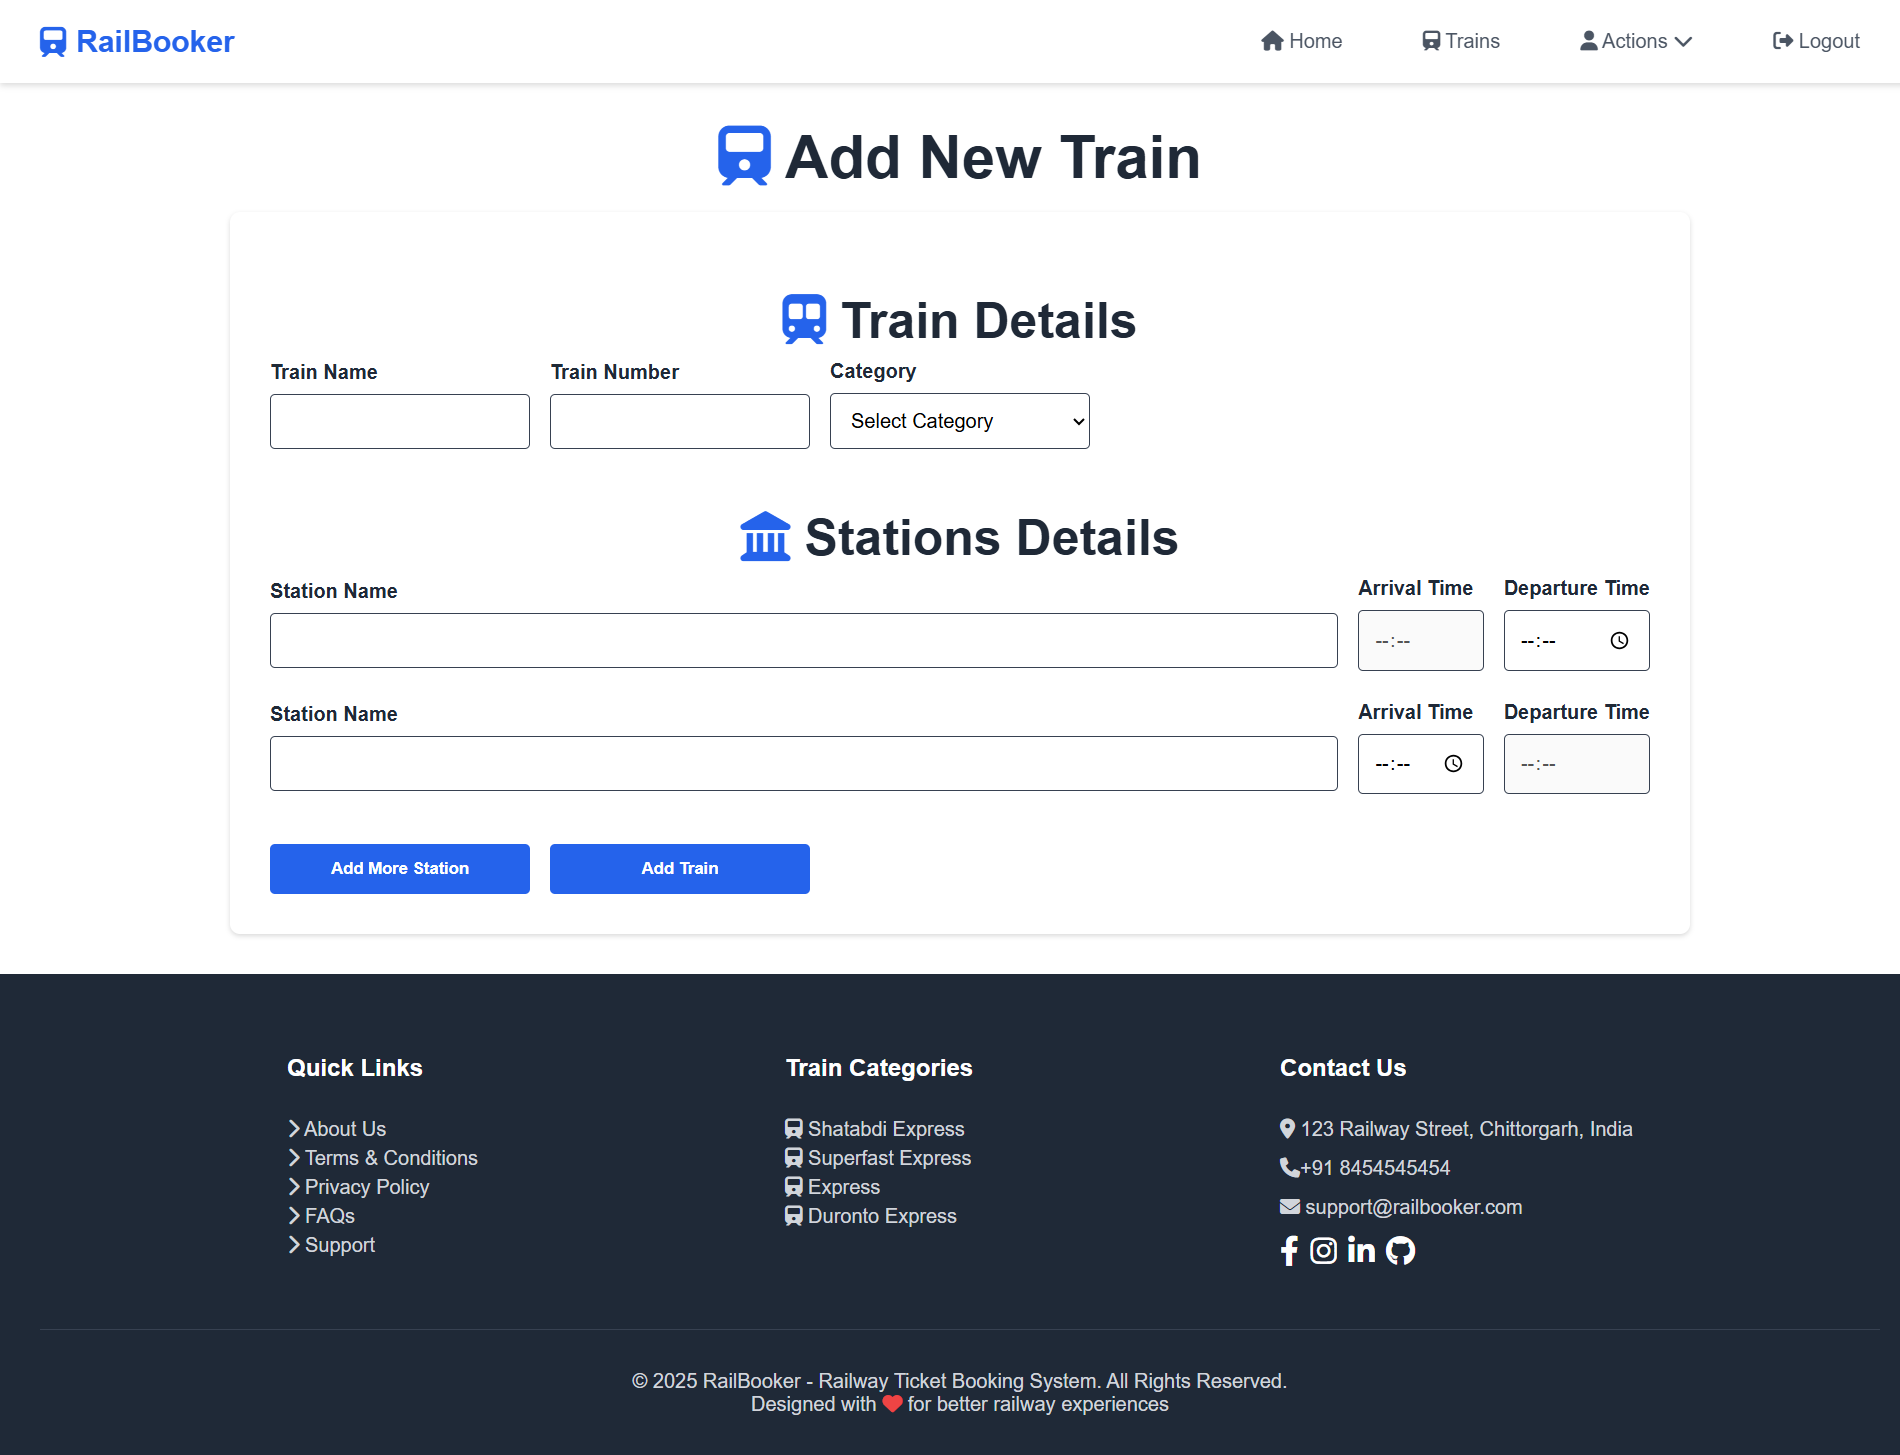 RailBooker
Home Trains Actions Logout
Add New Train
Train Details
Train Name Train Number Category
Select Category
Stations Details
Station Name Arrival Time Departure Time
--:-- --:--
Station Name Arrival Time Departure Time
--:-- --:--
Add More Station Add Train
Quick Links
About Us
Terms & Conditions
Privacy Policy
FAQs
Support
Train Categories
Shatabdi Express
Superfast Express
Express
Duronto Express
Contact Us
123 Railway Street, Chittorgarh, India
+91 8454545454
support@railbooker.com
© 2025 RailBooker - Railway Ticket Booking System. All Rights Reserved.
Designed with for better railway experiences